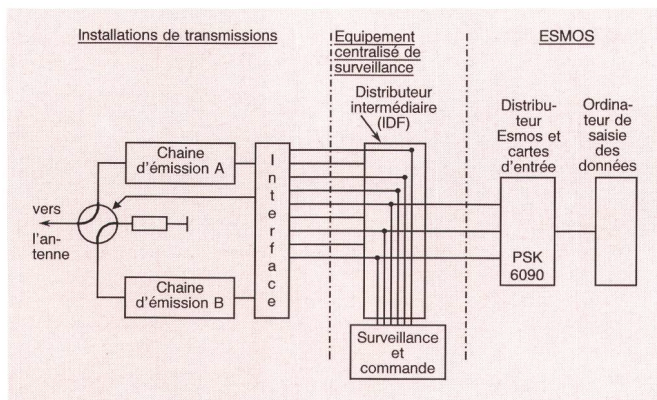 Installations de transmissions
Equipement
centralisé de
surveillance
ESMOS
Distributeur
intermédiaire
(IDF)
Distribu-
teur
Esmos et
cartes
d'entrée
Ordina-
teur de
saisie
des
données
Chaine
d'émission A
Interface
vers
l'an-
tenne
Chaine
d'émission B
PSK
6090
Surveillance
et
commande